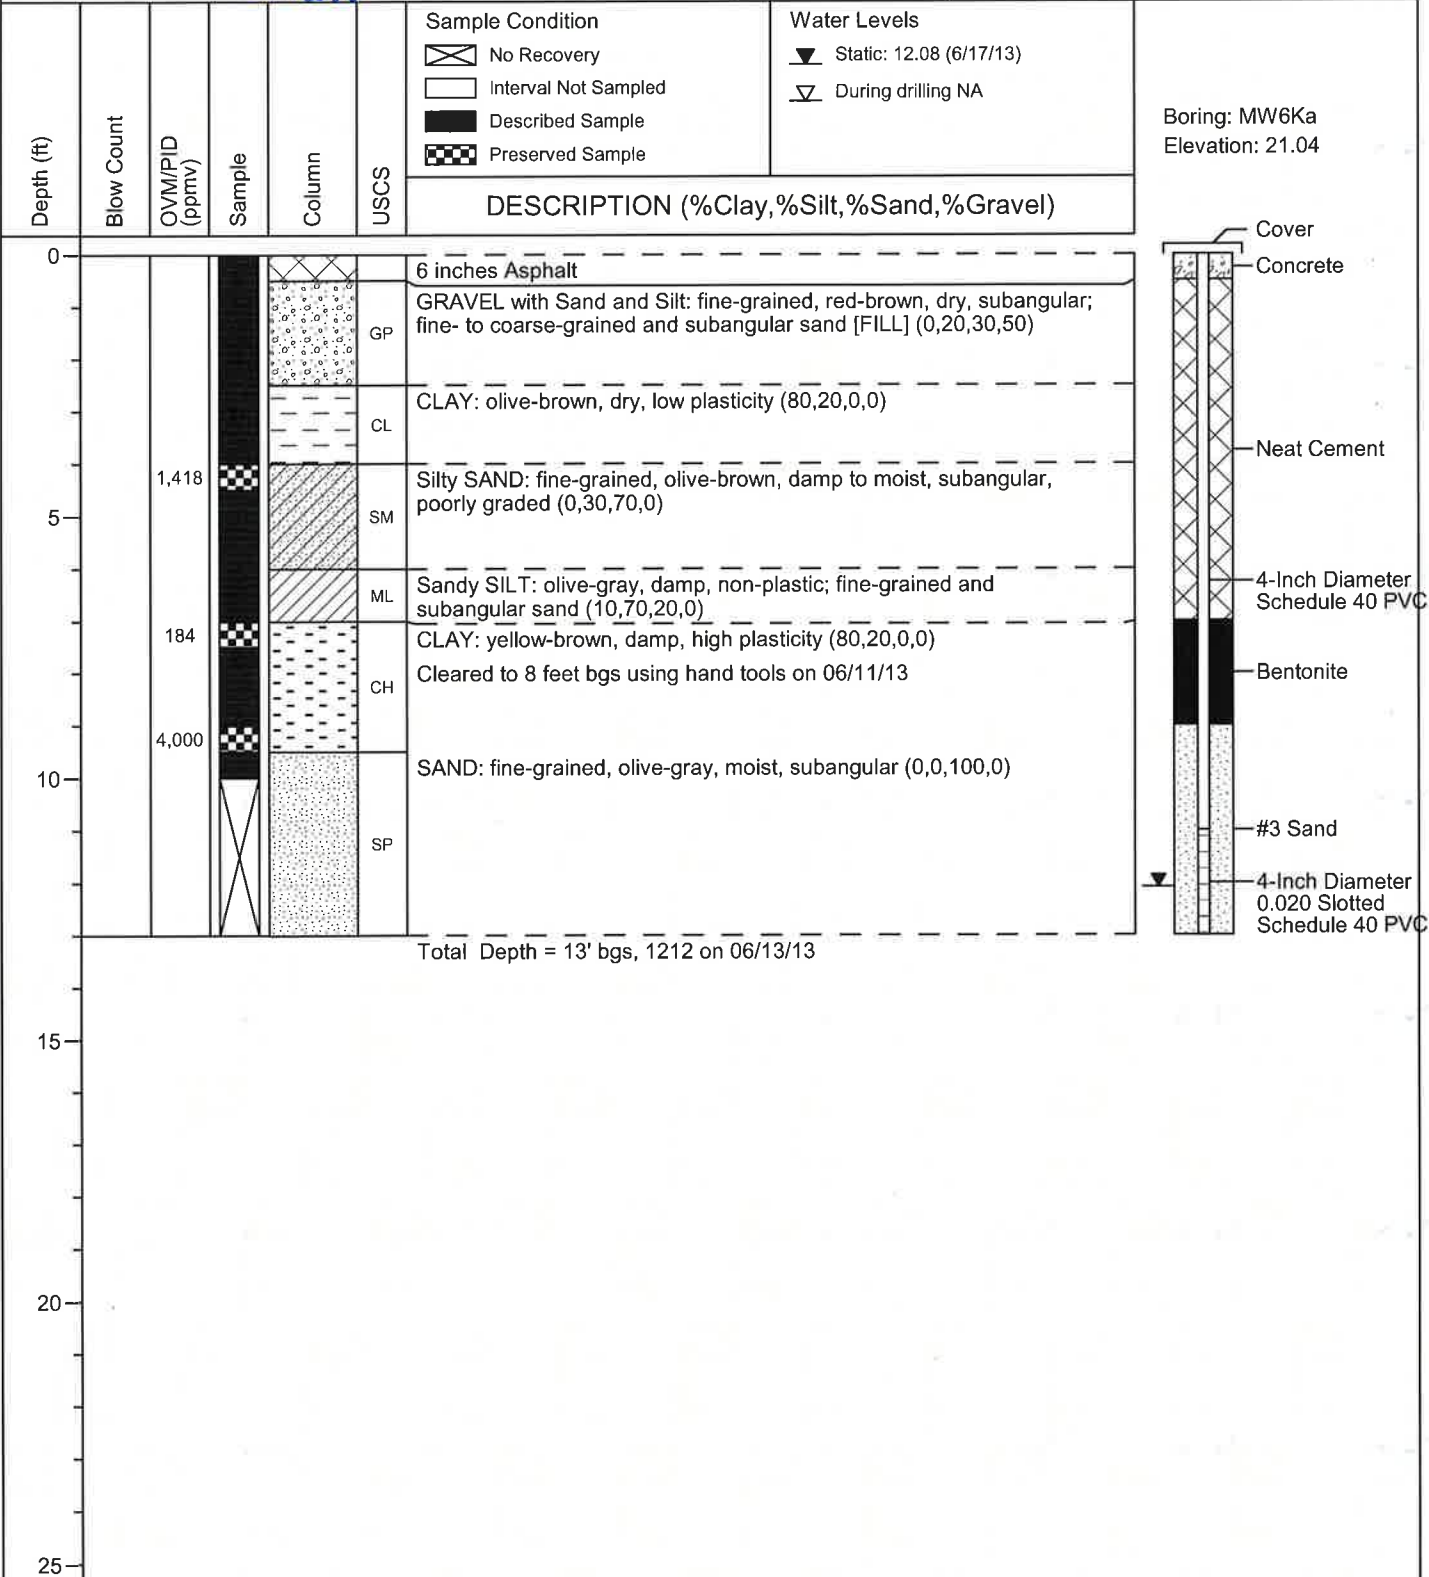 Sample Condition
No Recovery
Interval Not Sampled
Described Sample
Preserved Sample
Water Levels
Static: 12.08 (6/17/13)
During drilling NA
Boring: MW6Ka
Elevation: 21.04
Depth (ft)
Blow Count
OVM/PID
(ppmv)
Sample
Column
USCS
DESCRIPTION (%Clay,%Silt,%Sand,%Gravel)
Cover
0
6 inches Asphalt
Concrete
GRAVEL with Sand and Silt: fine-grained, red-brown, dry, subangular;
fine- to coarse-grained and subangular sand [FILL] (0,20,30,50)
GP
CLAY: olive-brown, dry, low plasticity (80,20,0,0)
CL
Neat Cement
1,418
Silty SAND: fine-grained, olive-brown, damp to moist, subangular,
poorly graded (0,30,70,0)
5
SM
Sandy SILT: olive-gray, damp, non-plastic; fine-grained and
subangular sand (10,70,20,0)
ML
4-Inch Diameter
Schedule 40 PVC
184
CLAY: yellow-brown, damp, high plasticity (80,20,0,0)
Cleared to 8 feet bgs using hand tools on 06/11/13
CH
Bentonite
4,000
SAND: fine-grained, olive-gray, moist, subangular (0,0,100,0)
10
SP
#3 Sand
4-Inch Diameter
0.020 Slotted
Schedule 40 PVC
Total Depth = 13' bgs, 1212 on 06/13/13
15
20
25